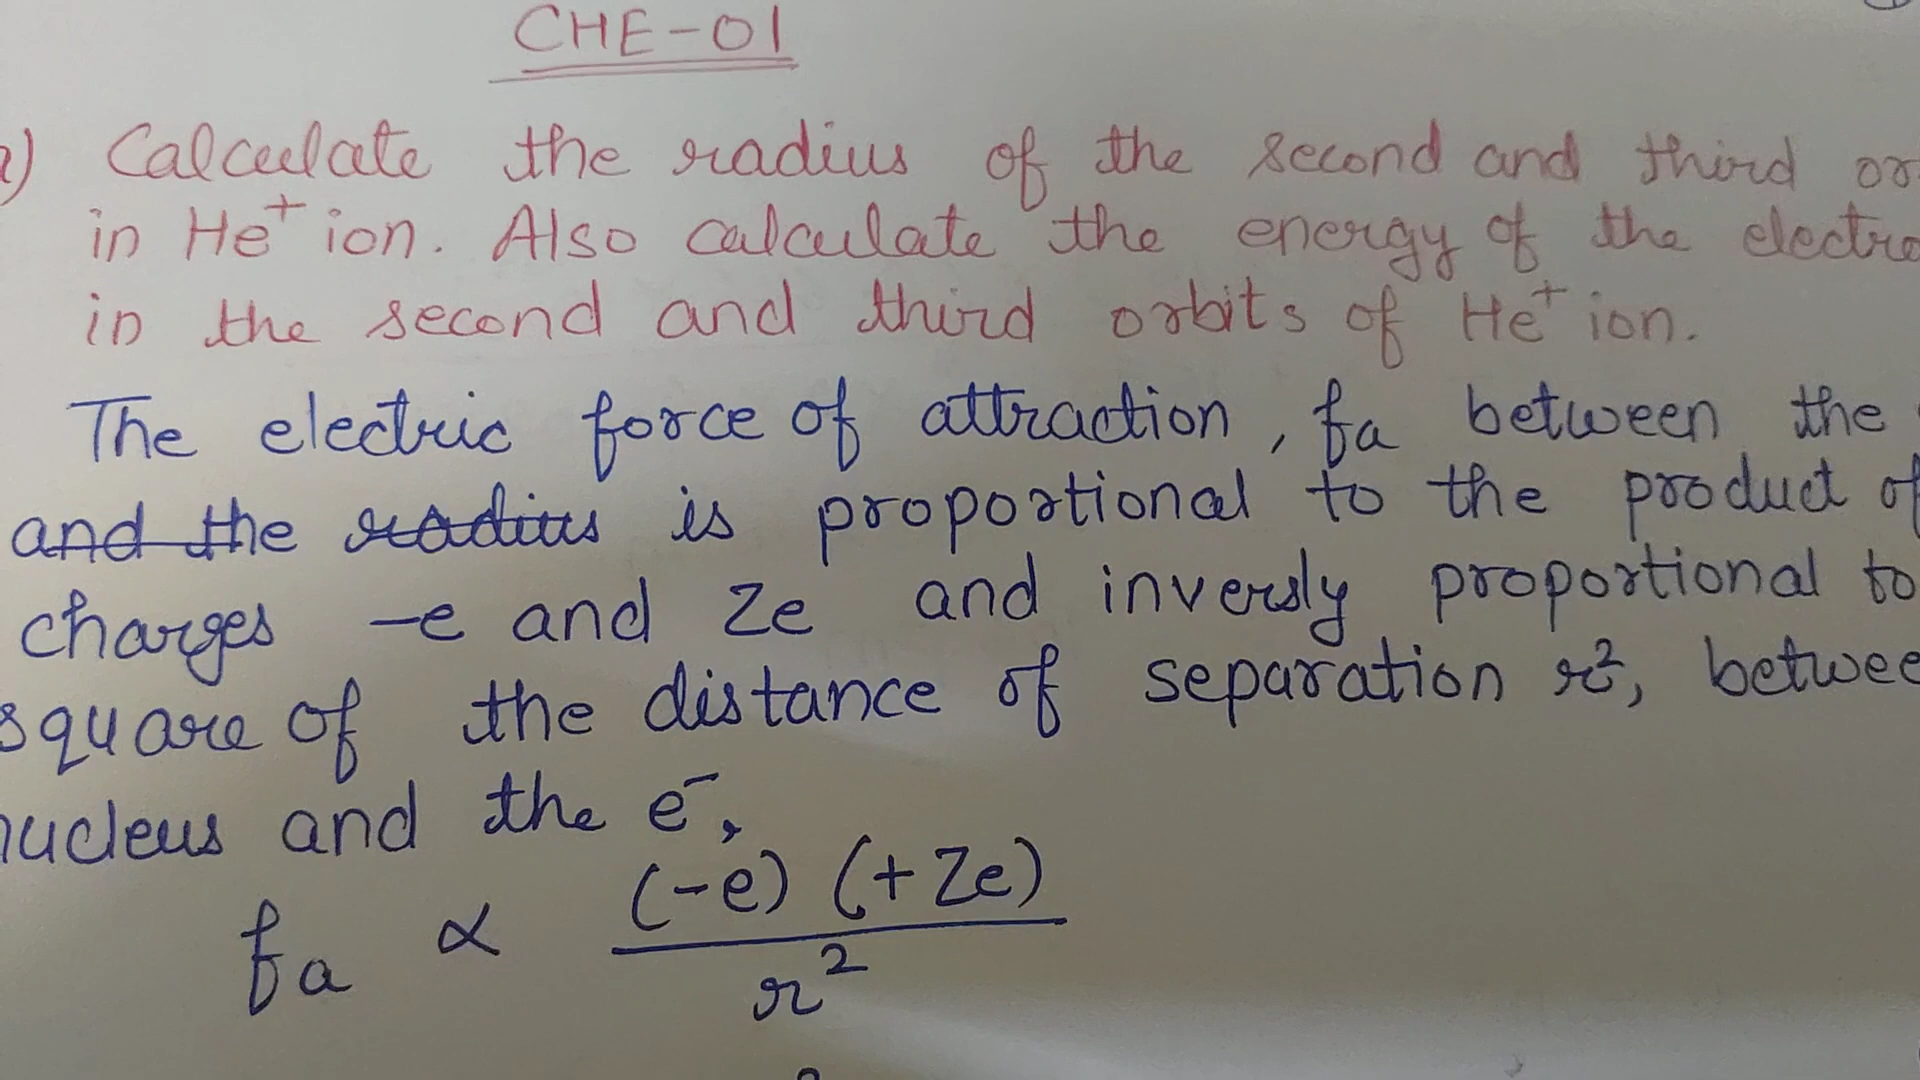 CHE-01
a) Calculate the radius of the second and third
in He⁺ ion. Also calculate the energy of the
in the second and third orbits of He⁺ ion.
The electric force of attraction, fa between the
and the radius is proportional to the product of
charges -e and Ze and inversly proportional to
square of the distance of separation r², betwee
nucleus and the e⁻,
fa ∝ (-e) (+Ze) / r²